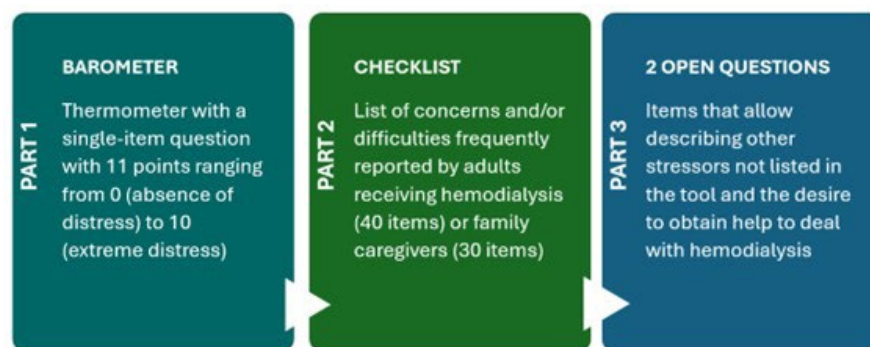 PART 1
BAROMETER
Thermometer with a
single-item question
with 11 points ranging
from 0 (absence of
distress) to 10
(extreme distress)
PART 2
CHECKLIST
List of concerns and/or
difficulties frequently
reported by adults
receiving hemodialysis
(40 items) or family
caregivers (30 items)
PART 3
2 OPEN QUESTIONS
Items that allow
describing other
stressors not listed in
the tool and the desire
to obtain help to deal
with hemodialysis